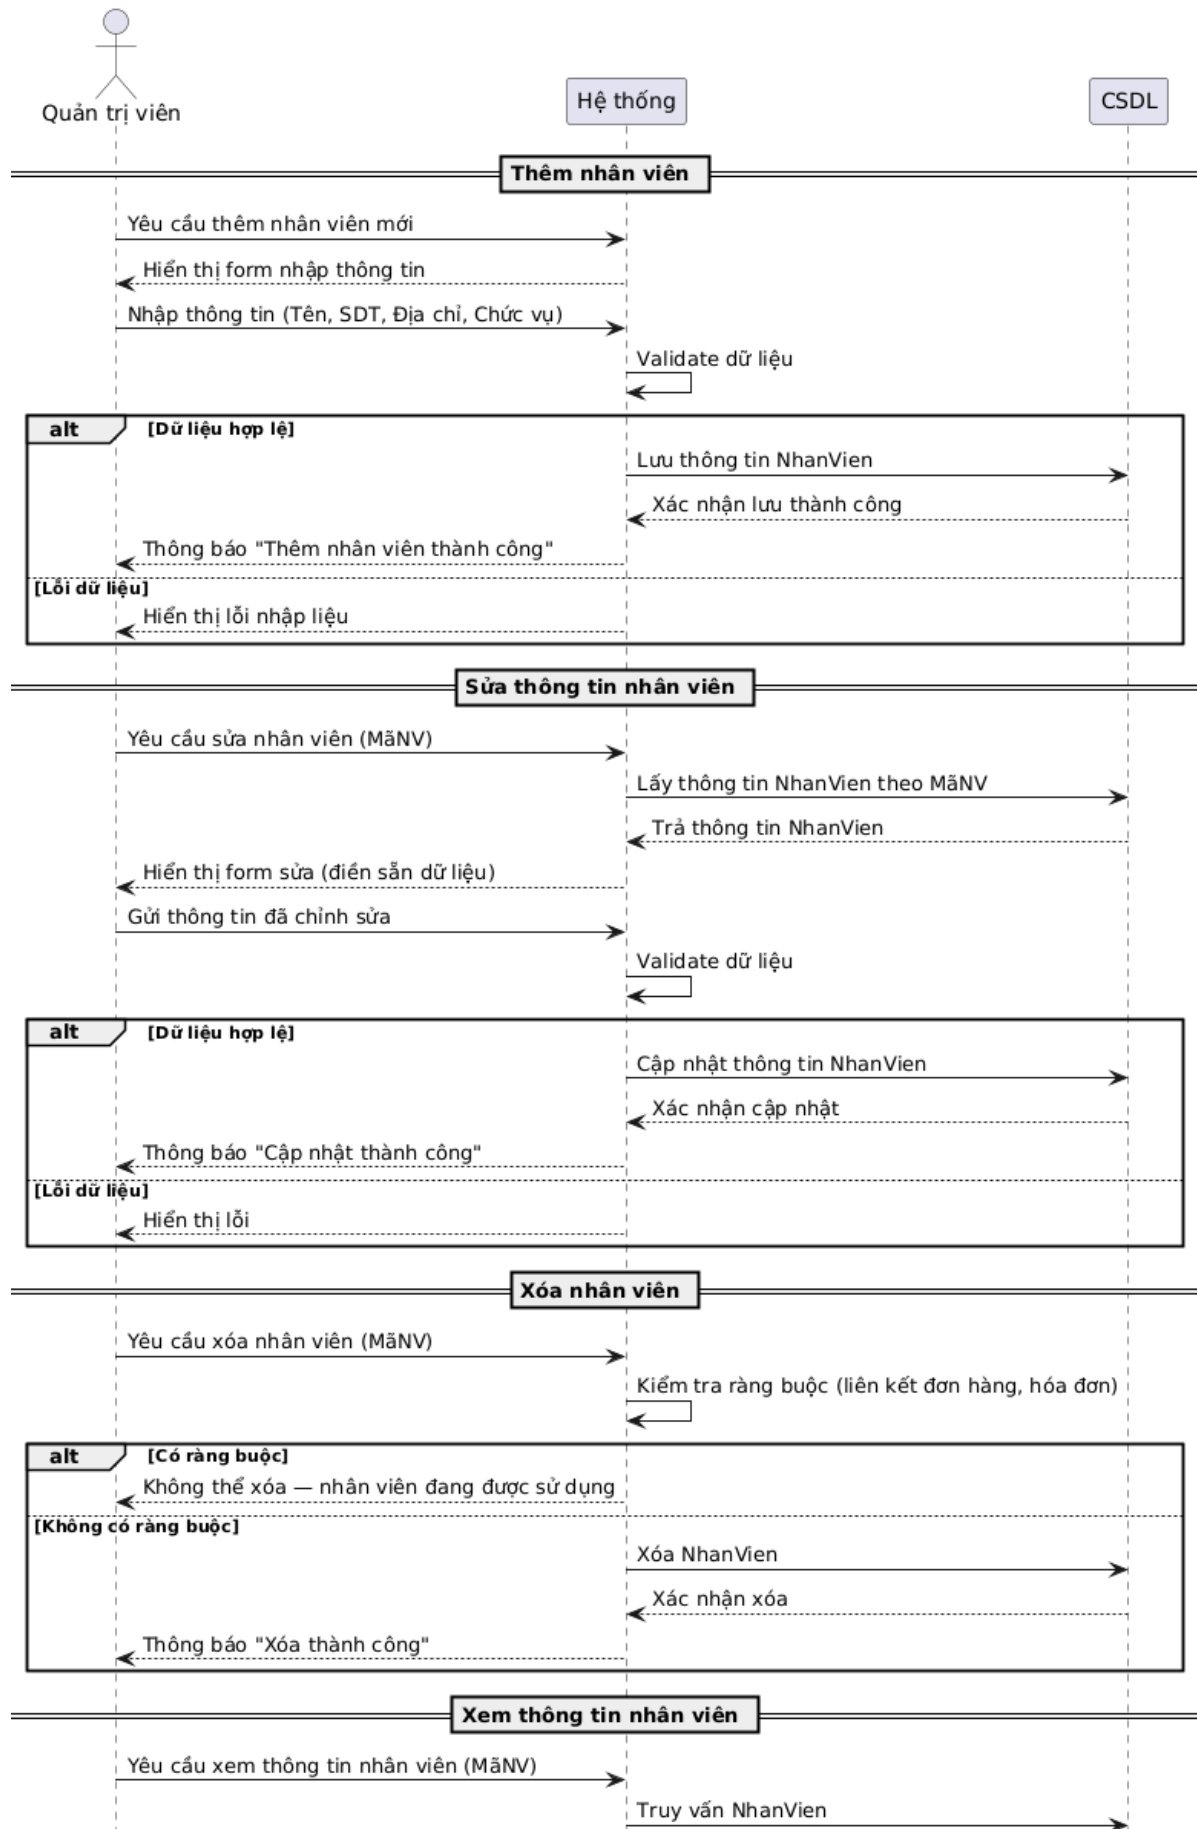 Quản trị viên
Hệ thống
CSDL
Thêm nhân viên
Yêu cầu thêm nhân viên mới
Hiển thị form nhập thông tin
Nhập thông tin (Tên, SDT, Địa chỉ, Chức vụ)
Validate dữ liệu
alt
[Dữ liệu hợp lệ]
Lưu thông tin NhanVien
Xác nhận lưu thành công
Thông báo "Thêm nhân viên thành công"
[Lỗi dữ liệu]
Hiển thị lỗi nhập liệu
Sửa thông tin nhân viên
Yêu cầu sửa nhân viên (MãNV)
Lấy thông tin NhanVien theo MãNV
Trả thông tin NhanVien
Hiển thị form sửa (điền sẵn dữ liệu)
Gửi thông tin đã chỉnh sửa
Validate dữ liệu
alt
[Dữ liệu hợp lệ]
Cập nhật thông tin NhanVien
Xác nhận cập nhật
Thông báo "Cập nhật thành công"
[Lỗi dữ liệu]
Hiển thị lỗi
Xóa nhân viên
Yêu cầu xóa nhân viên (MãNV)
Kiểm tra ràng buộc (liên kết đơn hàng, hóa đơn)
alt
[Có ràng buộc]
Không thể xóa — nhân viên đang được sử dụng
[Không có ràng buộc]
Xóa NhanVien
Xác nhận xóa
Thông báo "Xóa thành công"
Xem thông tin nhân viên
Yêu cầu xem thông tin nhân viên (MãNV)
Truy vấn NhanVien